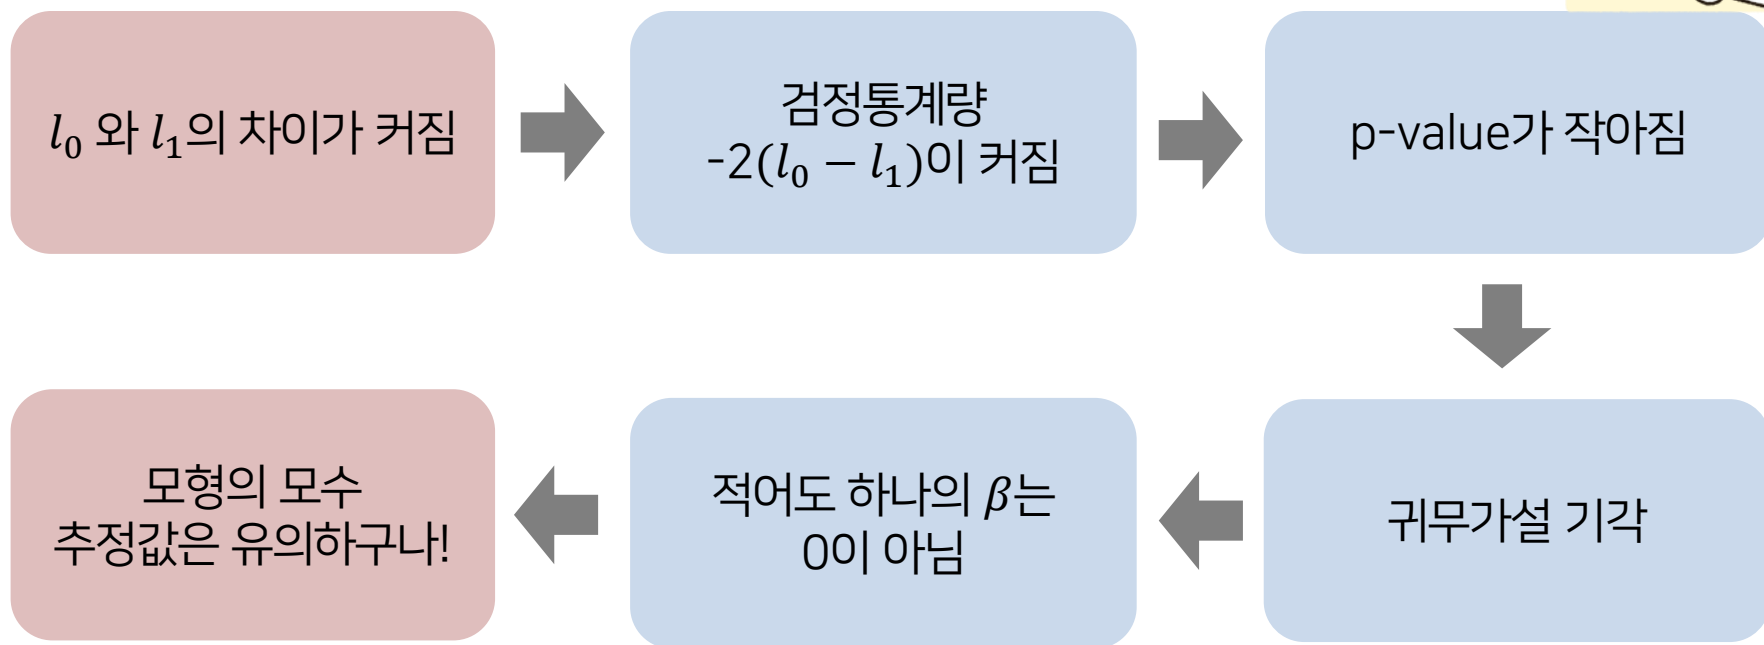 l₀ 와 l₁의 차이가 커짐
검정통계량
-2(l₀ − l₁)이 커짐
p-value가 작아짐
귀무가설 기각
적어도 하나의 β는
0이 아님
모형의 모수
추정값은 유의하구나!